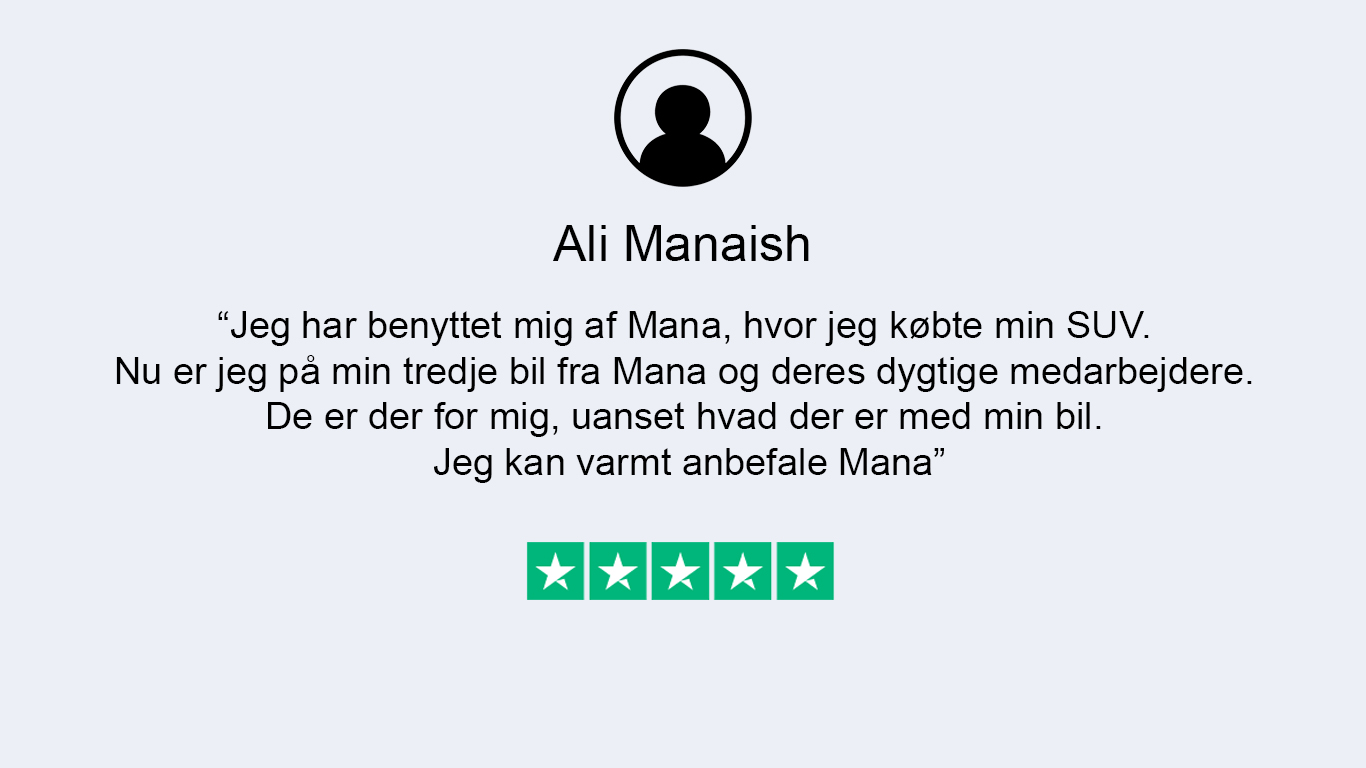 Ali Manaish
“Jeg har benyttet mig af Mana, hvor jeg købte min SUV.
Nu er jeg på min tredje bil fra Mana og deres dygtige medarbejdere.
De er der for mig, uanset hvad der er med min bil.
Jeg kan varmt anbefale Mana”